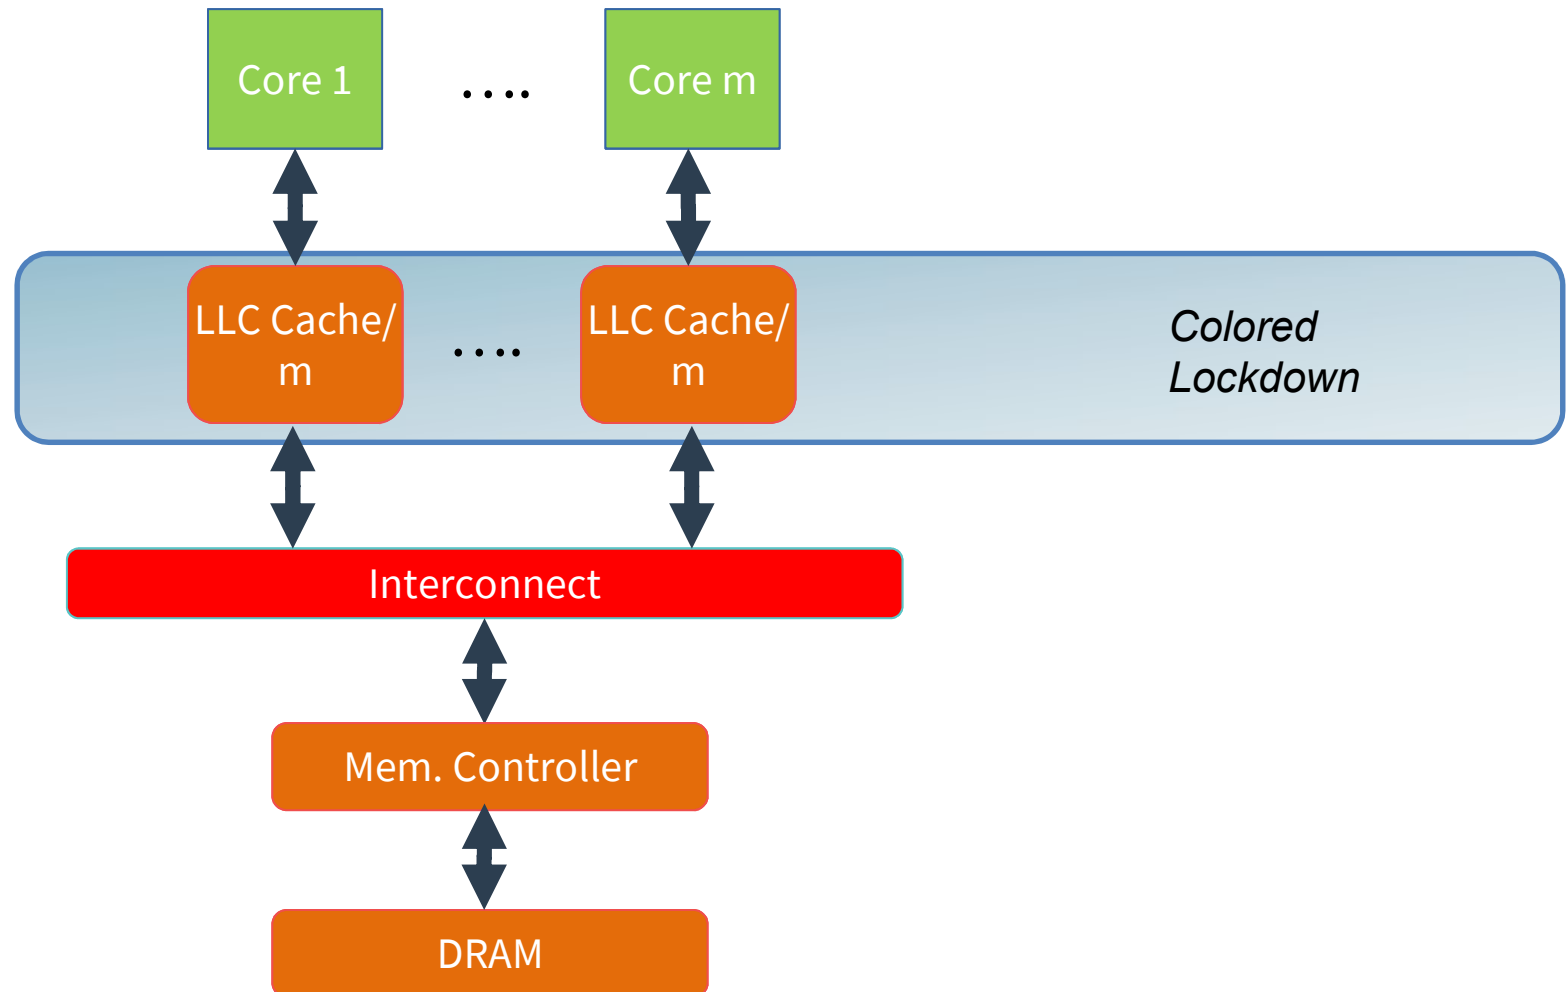 Core 1
....
Core m
LLC Cache/
m
....
LLC Cache/
m
Colored
Lockdown
Interconnect
Mem. Controller
DRAM